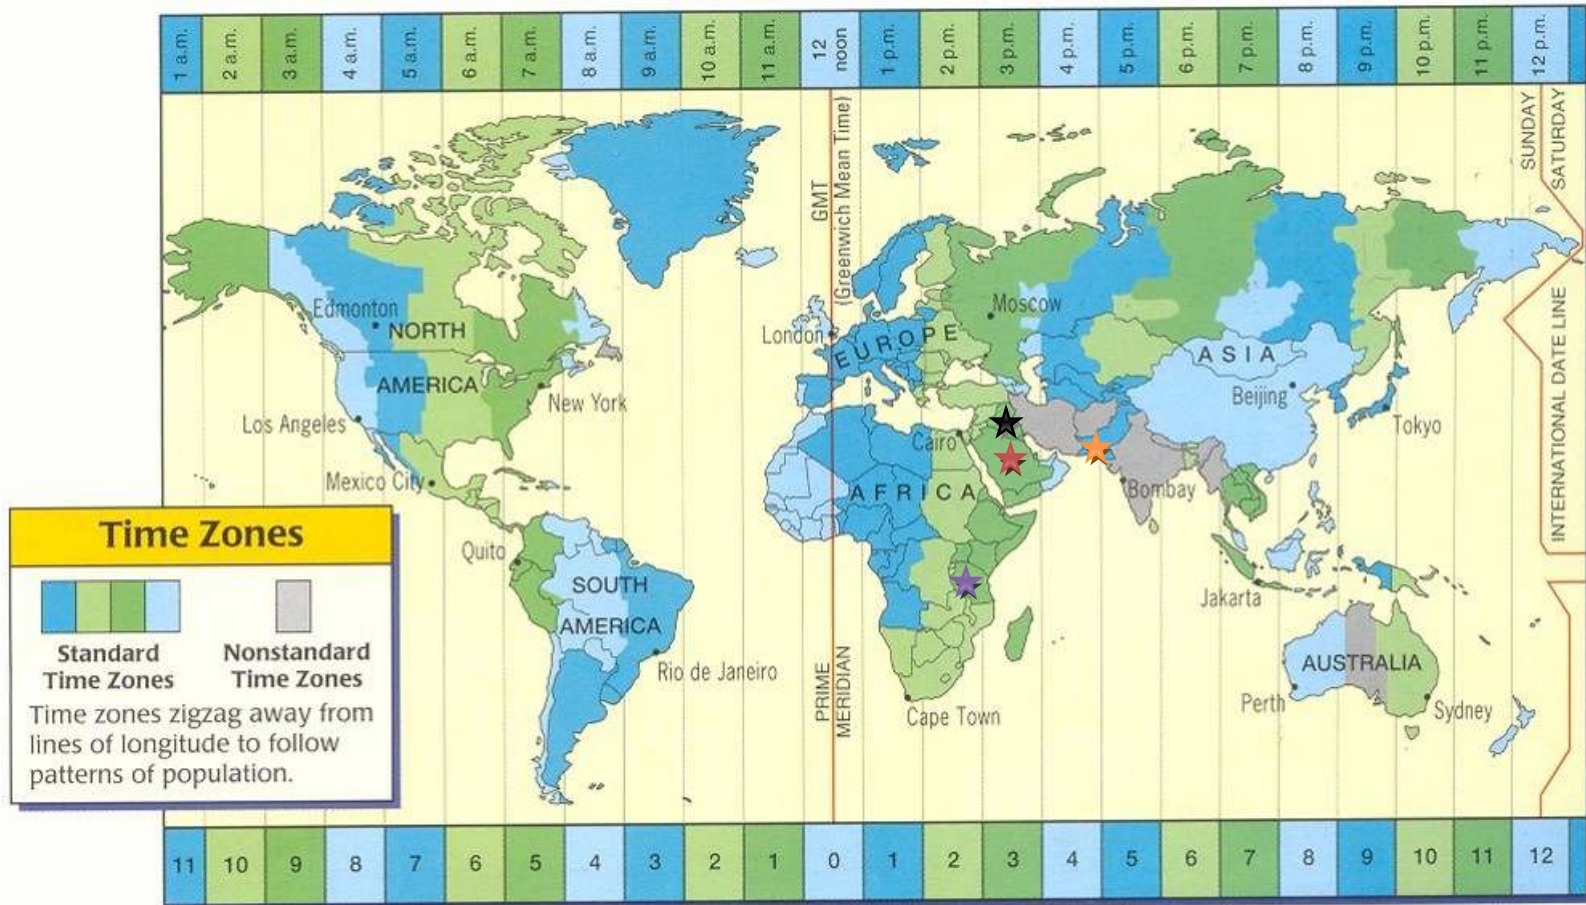 1 a.m.
2 a.m.
3 a.m.
4 a.m.
5 a.m.
6 a.m.
7 a.m.
8 a.m.
9 a.m.
10 a.m.
11 a.m.
12
noon
1 p.m.
2 p.m.
3 p.m.
4 p.m.
5 p.m.
6 p.m.
7 p.m.
8 p.m.
9 p.m.
10 p.m.
11 p.m.
12 p.m.
GMT
(Greenwich Mean Time)
SUNDAY
SATURDAY
INTERNATIONAL DATE LINE
Edmonton
NORTH
AMERICA
Los Angeles
New York
Mexico City
Quito
SOUTH
AMERICA
Rio de Janeiro
London
EUROPE
Moscow
ASIA
Beijing
Tokyo
Cairo
AFRICA
Bombay
Jakarta
AUSTRALIA
Perth
Sydney
Cape Town
PRIME
MERIDIAN
Time Zones
Standard
Time Zones
Nonstandard
Time Zones
Time zones zigzag away from
lines of longitude to follow
patterns of population.
11
10
9
8
7
6
5
4
3
2
1
0
1
2
3
4
5
6
7
8
9
10
11
12